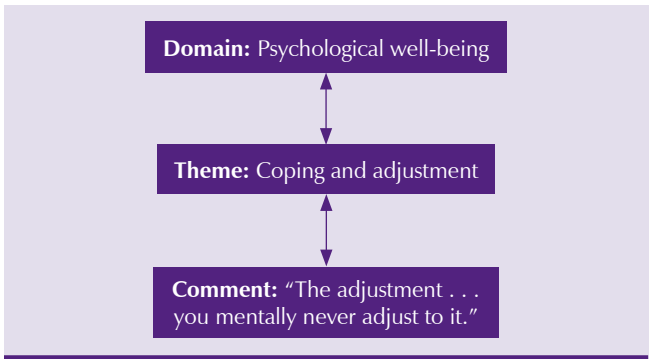 Domain: Psychological well-being
Theme: Coping and adjustment
Comment: “The adjustment . . .
you mentally never adjust to it.”